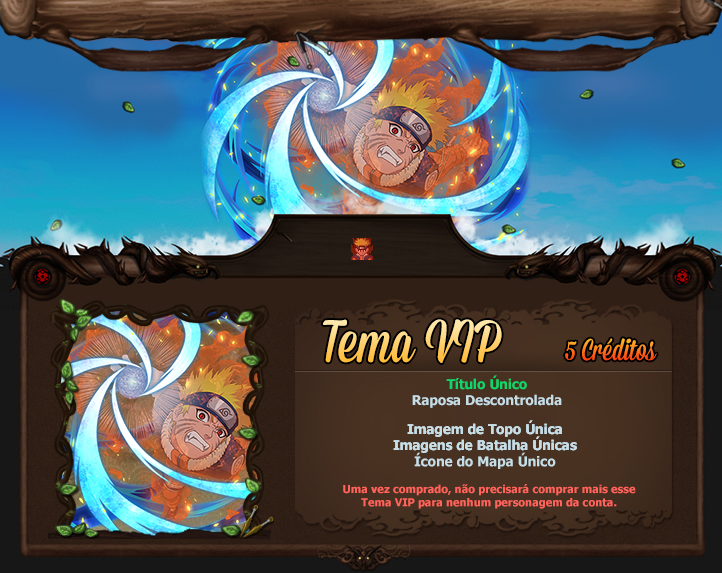 Tema VIP
5 Créditos
Título Único
Raposa Descontrolada
Imagem de Topo Única
Imagens de Batalha Únicas
Ícone do Mapa Único
Uma vez comprado, não precisará comprar mais esse
Tema VIP para nenhum personagem da conta.